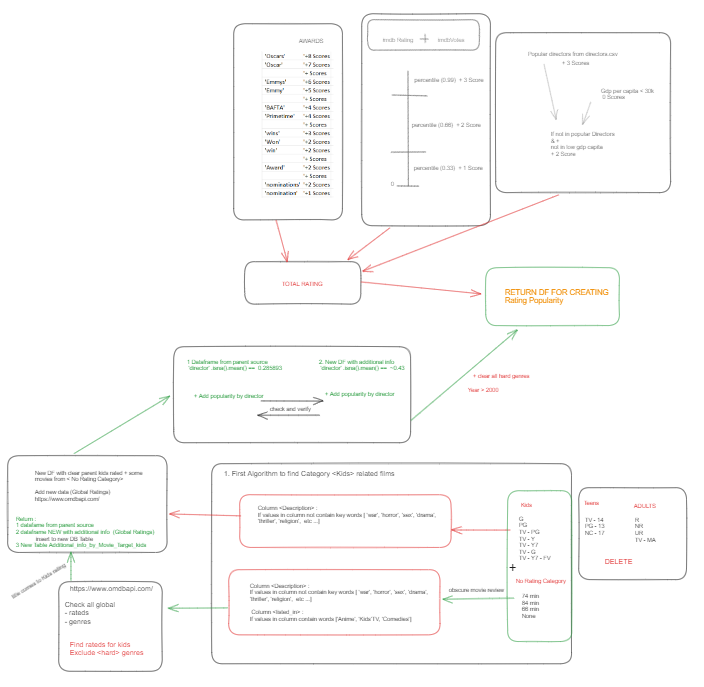 AWARDS
'Oscars' '+8 Scores
'Oscar' '+7 Scores
'+ Scores
'Emmys' '+6 Scores
'Emmy' '+5 Scores
'+ Scores
'BAFTA' '+4 Scores
'Primetime' '+4 Scores
'+ Scores
'wins' '+3 Scores
'Won' '+2 Scores
'win' '+2 Scores
'+ Scores
'Award' '+2 Scores
'+ Scores
'nominations' '+2 Scores
'nomination' '+1 Scores
imdb Rating + imdbVotes
percentile (0.99) + 3 Score
percentile (0.66) + 2 Score
percentile (0.33) + 1 Score
0
Popular directors from directors.csv
+ 3 Scores
Gdp per capita < 30k
0 Scores
If not in popular Directors
& +
not in low gdp capita
+ 2 Score
TOTAL RATING
RETURN DF FOR CREATING
Rating Popularity
1 Dataframe from parent source
'director' .isna().mean() == 0.285893
2. New DF with additional info
'director' .isna().mean() == ~0.43
+ Add popularity by director
+ Add popularity by director
check and verify
+ clear all hard genres
Year > 2000
New DF with clear parent kids rated + some
movies from < No Rating Category>
Add new data (Global Ratings)
https://www.omdbapi.com/
Return :
1 dataframe from parent source
2 dataframe NEW with additional info (Global Ratings)
insert to new DB Table
3 New Table Additional_info_by_Movie_Target_kids
https://www.omdbapi.com/
Check all global
- rateds
- genres
Find rateds for kids
Exclude <hard> genres
1. First Algorithm to find Category <Kids> related films
Column <Description> :
If values in column not contain key words [ 'war', 'horror', 'sex', 'drama',
'thriller', 'religion', etc ...]
Column <Description> :
If values in column not contain key words [ 'war', 'horror', 'sex', 'drama',
'thriller', 'religion', etc ...]
Column <listed_in> :
If values in column contain words ['Anime', 'Kids'TV, 'Comedies']
obscure movie review
Kids
G
PG
TV - PG
TV - Y
TV - Y7
TV - G
TV - Y7 - FV
+
No Rating Category
74 min
84 min
66 min
None
Teens
TV - 14
PG - 13
NC - 17
ADULTS
R
NR
UR
TV - MA
DELETE